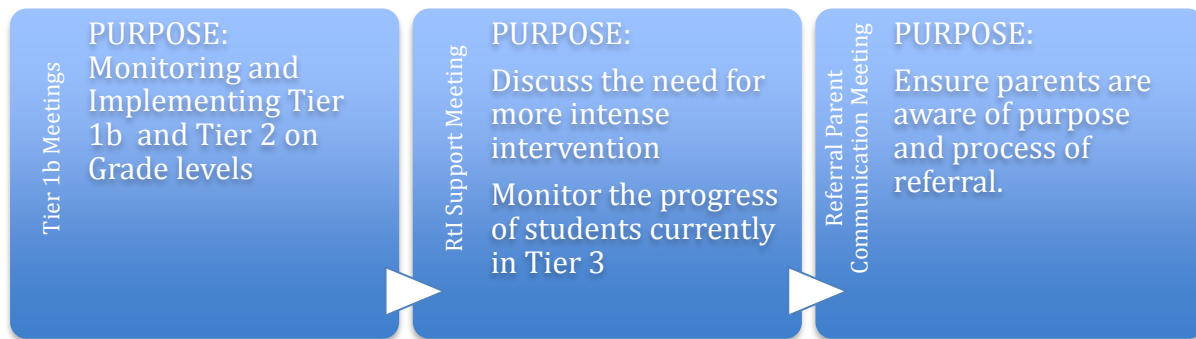 Tier 1b Meetings
PURPOSE:
Monitoring and
Implementing Tier
1b and Tier 2 on
Grade levels
RtI Support Meeting
PURPOSE:
Discuss the need for
more intense
intervention
Monitor the progress
of students currently
in Tier 3
Referral Parent
Communication Meeting
PURPOSE:
Ensure parents are
aware of purpose
and process of
referral.